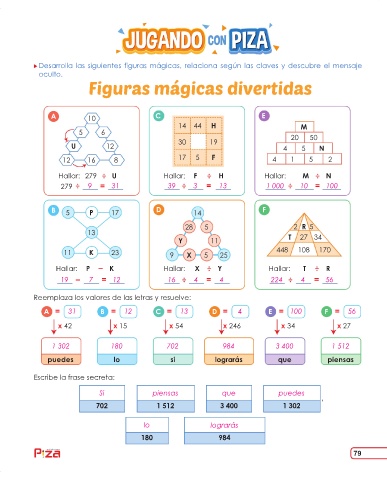 JUGANDO CON PIZA
Desarrolla las siguientes figuras mágicas, relaciona según las claves y descubre el mensaje
oculto.
Figuras mágicas divertidas
A
10
5 6
U 12
12 16 8
Hallar: 279 ÷ U
279 ÷ 9 = 31
C
14 44 H
30 19
17 5 F
Hallar: F ÷ H
39 ÷ 3 = 13
E
M
20 50
4 5 N
4 1 5 2
Hallar: M ÷ N
1 000 ÷ 10 = 100
B
5 P 17
13
11 K 23
Hallar: P – K
19 – 7 = 12
D
14
28 5
Y 11
9 X 5 25
Hallar: X ÷ Y
16 ÷ 4 = 4
F
2 R 5
T 27 34
448 108 170
Hallar: T ÷ R
224 ÷ 4 = 56
Reemplaza los valores de las letras y resuelve:
A = 31 B = 12 C = 13 D = 4 E = 100 F = 56
x 42 x 15 x 54 x 246 x 34 x 27
1 302 180 702 984 3 400 1 512
puedes lo si lograrás que piensas
Escribe la frase secreta:
Si piensas que puedes ,
702 1 512 3 400 1 302
lo lograrás
180 984
Piza
79